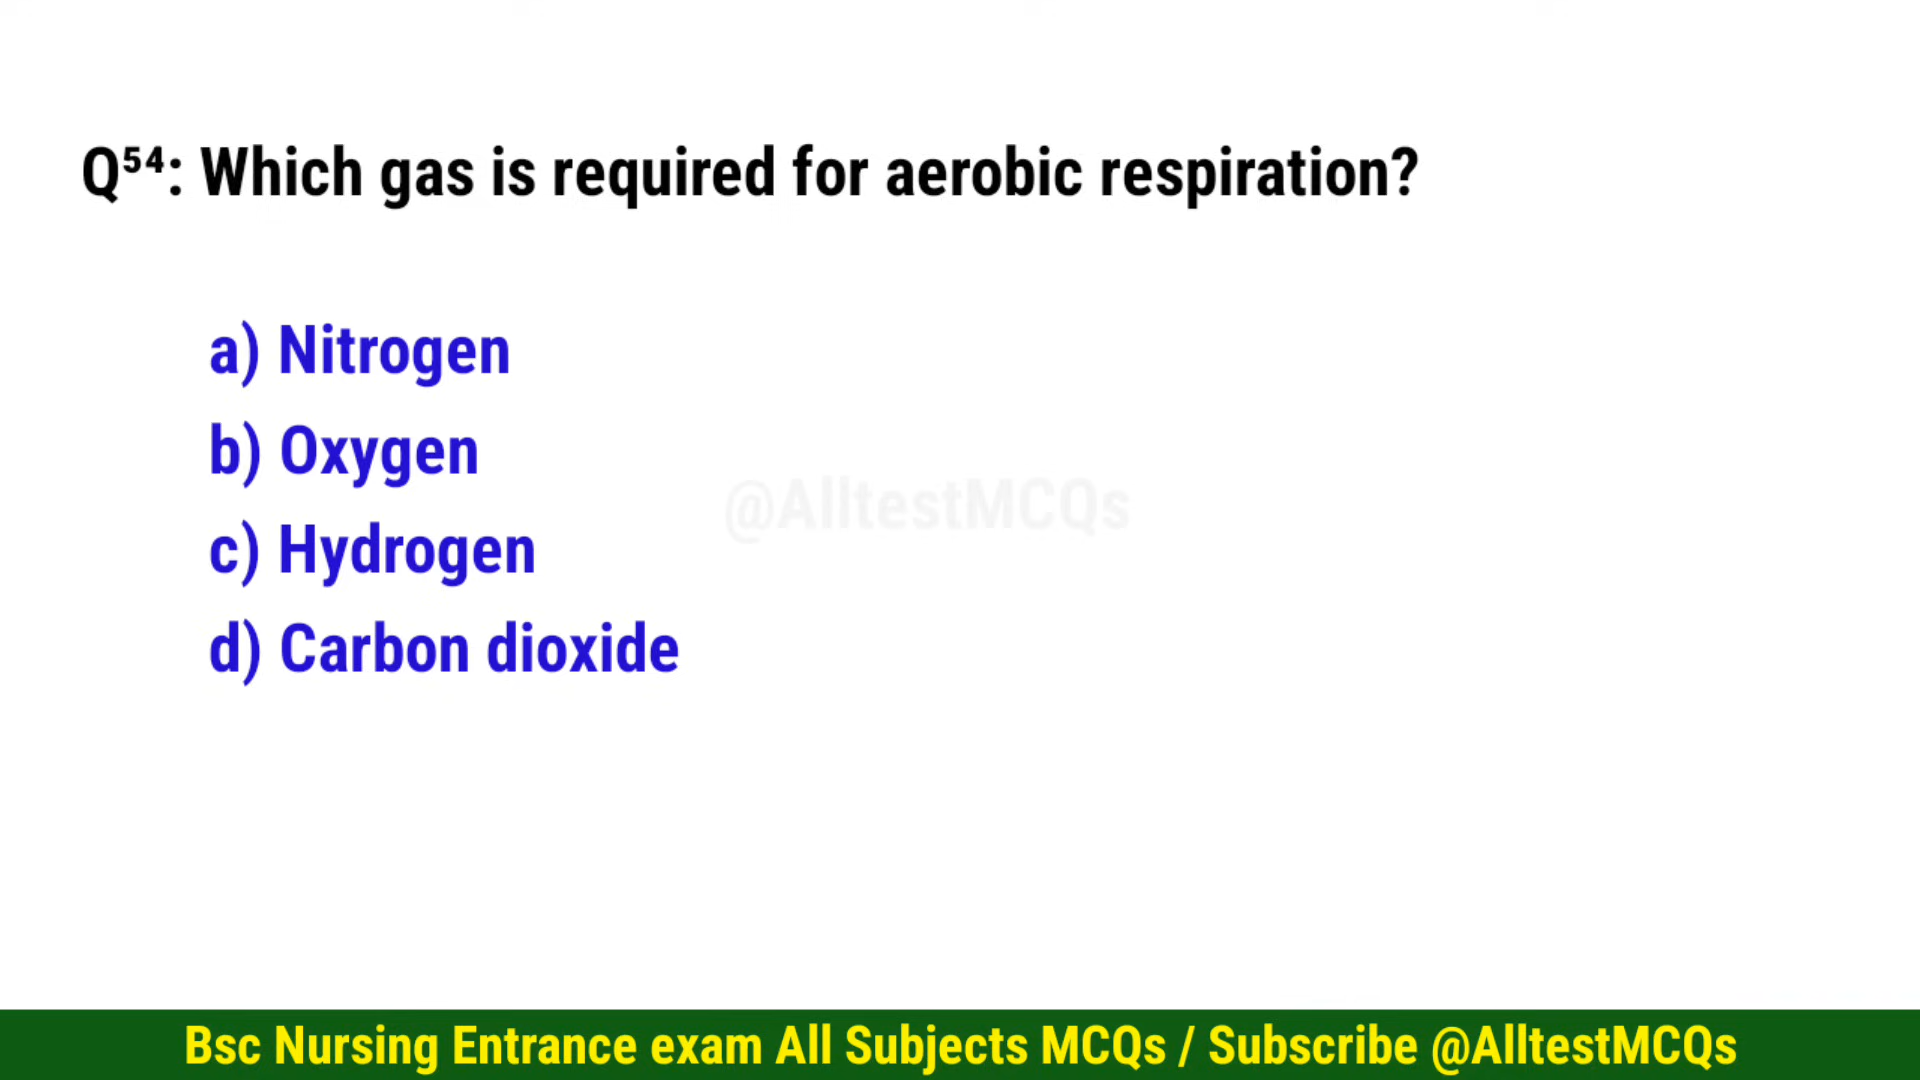 Q⁵⁴: Which gas is required for aerobic respiration?
a) Nitrogen
b) Oxygen
@AlltestMCQs
c) Hydrogen
d) Carbon dioxide
Bsc Nursing Entrance exam All Subjects MCQs / Subscribe @AlltestMCQs